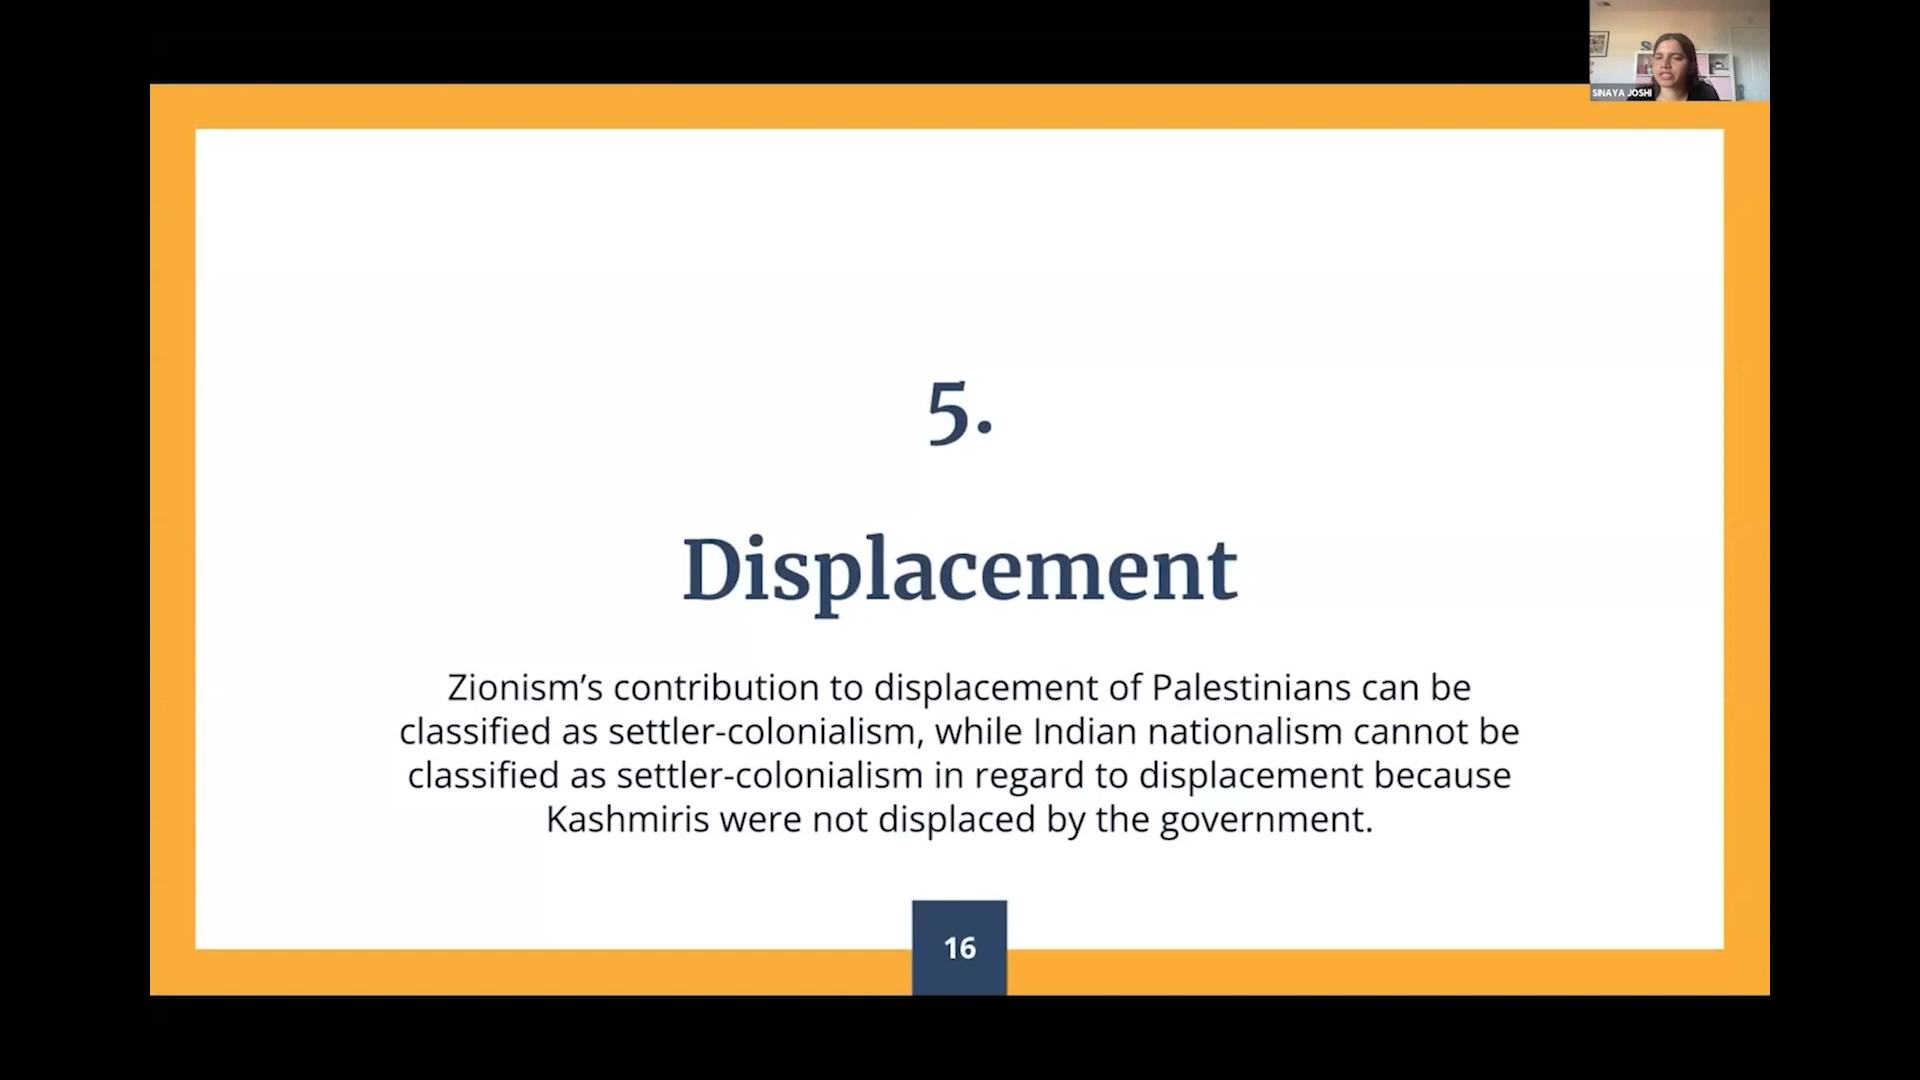 SINAYA JOSHI
5.
Displacement
Zionism’s contribution to displacement of Palestinians can be
classified as settler-colonialism, while Indian nationalism cannot be
classified as settler-colonialism in regard to displacement because
Kashmiris were not displaced by the government.
16